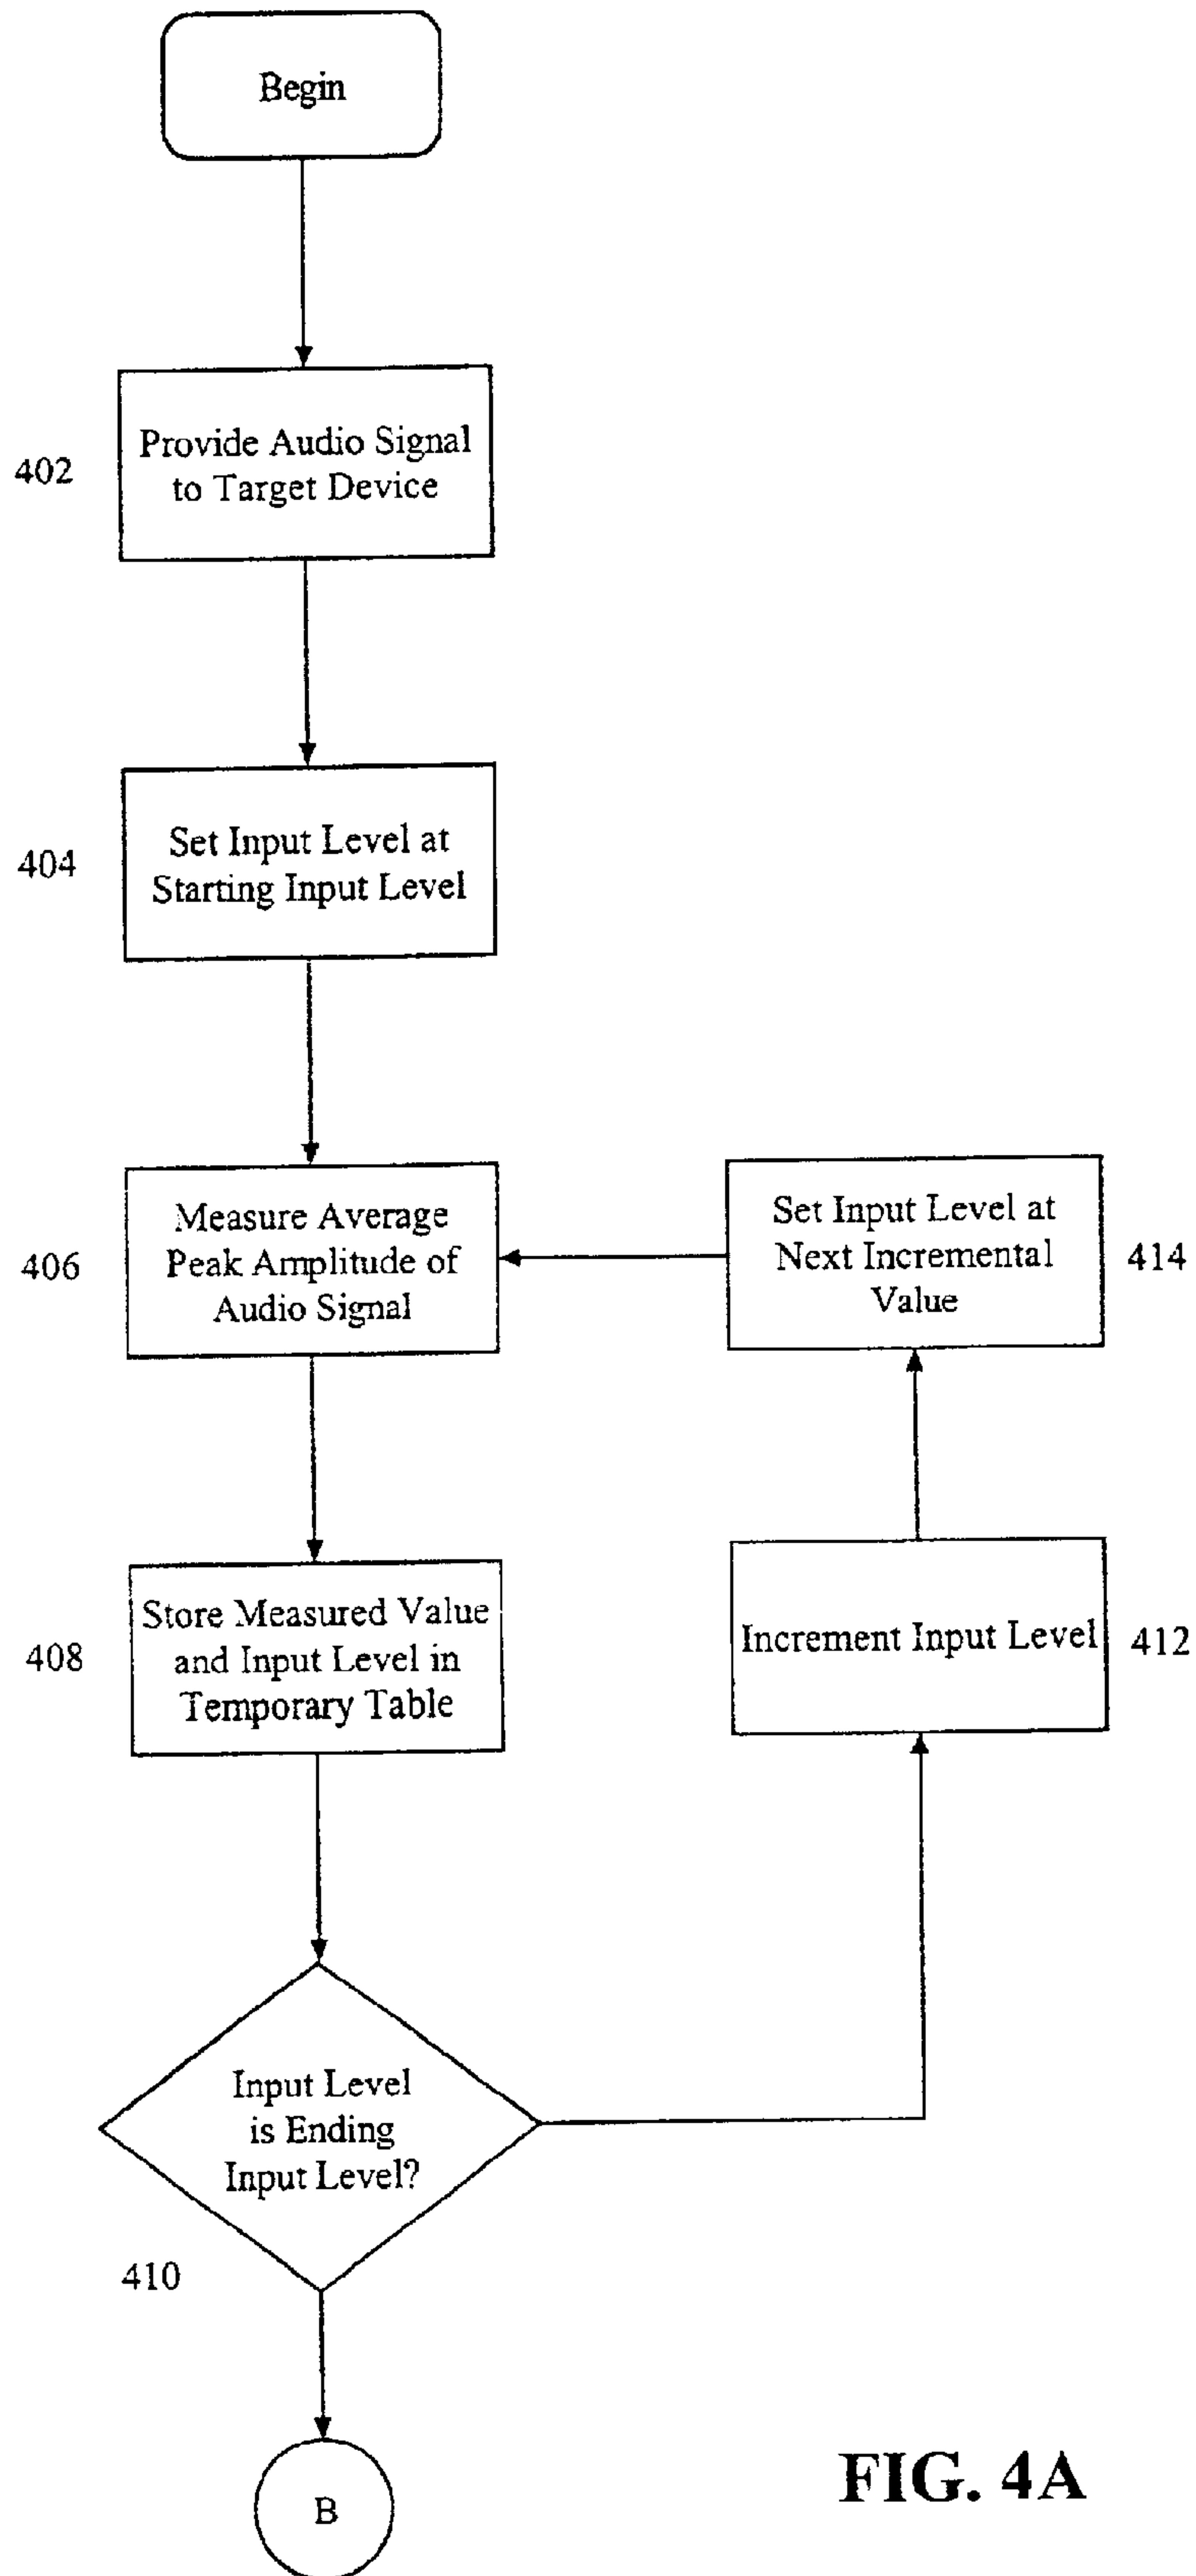 Begin
402
Provide Audio Signal
to Target Device
404
Set Input Level at
Starting Input Level
406
Measure Average
Peak Amplitude of
Audio Signal
Set Input Level at
Next Incremental
Value
414
408
Store Measured Value
and Input Level in
Temporary Table
Increment Input Level
412
Input Level
is Ending
Input Level?
410
B
FIG. 4A